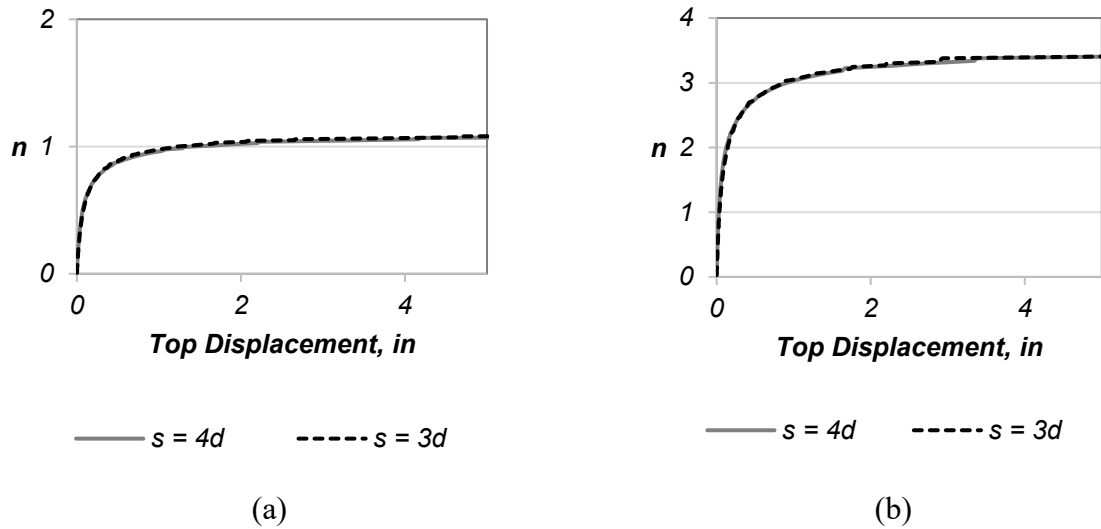 2
1
0
n
0 2 4
Top Displacement, in
s = 4d s = 3d
(a)
4
3
2
1
0
n
0 2 4
Top Displacement, in
s = 4d s = 3d
(b)